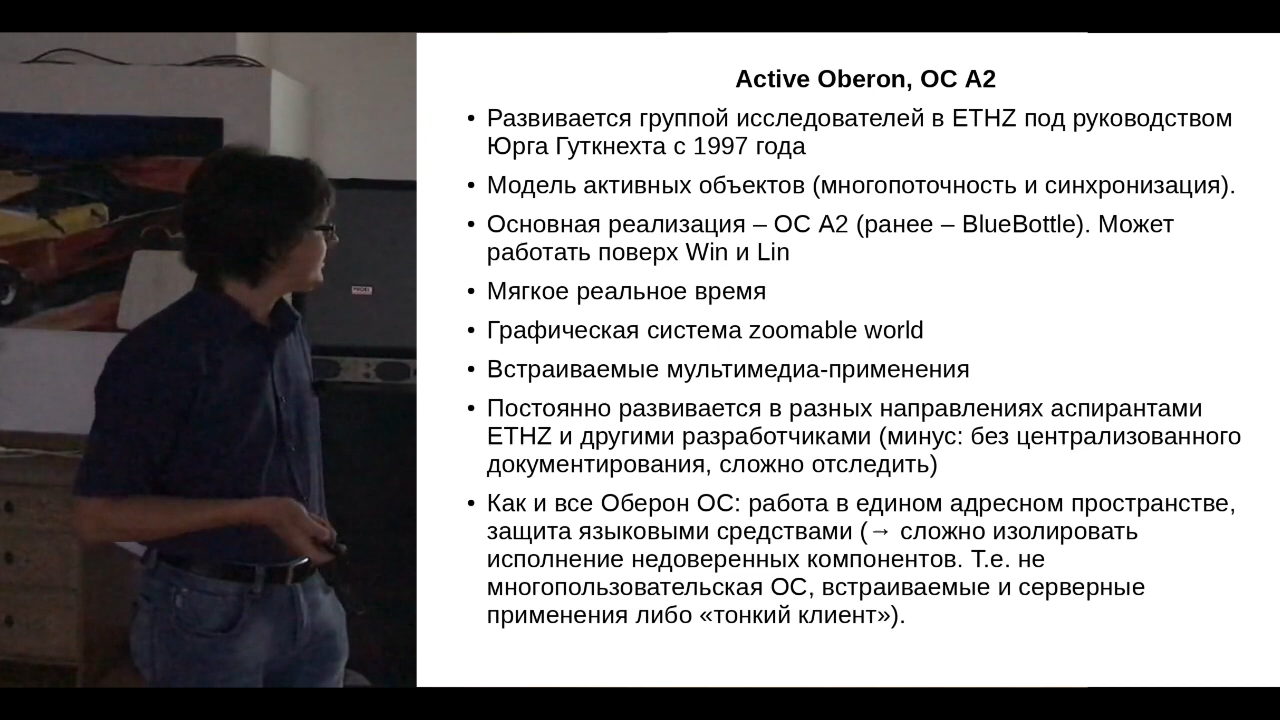 Active Oberon, ОС A2
• Развивается группой исследователей в ETHZ под руководством
Юрга Гуткнехта с 1997 года
• Модель активных объектов (многопоточность и синхронизация).
• Основная реализация – ОС A2 (ранее – BlueBottle). Может
работать поверх Win и Lin
• Мягкое реальное время
• Графическая система zoomable world
• Встраиваемые мультимедиа-применения
• Постоянно развивается в разных направлениях аспирантами
ETHZ и другими разработчиками (минус: без централизованного
документирования, сложно отследить)
• Как и все Оберон ОС: работа в едином адресном пространстве,
защита языковыми средствами (→ сложно изолировать
исполнение недоверенных компонентов. Т.е. не
многопользовательская ОС, встраиваемые и серверные
применения либо «тонкий клиент»).